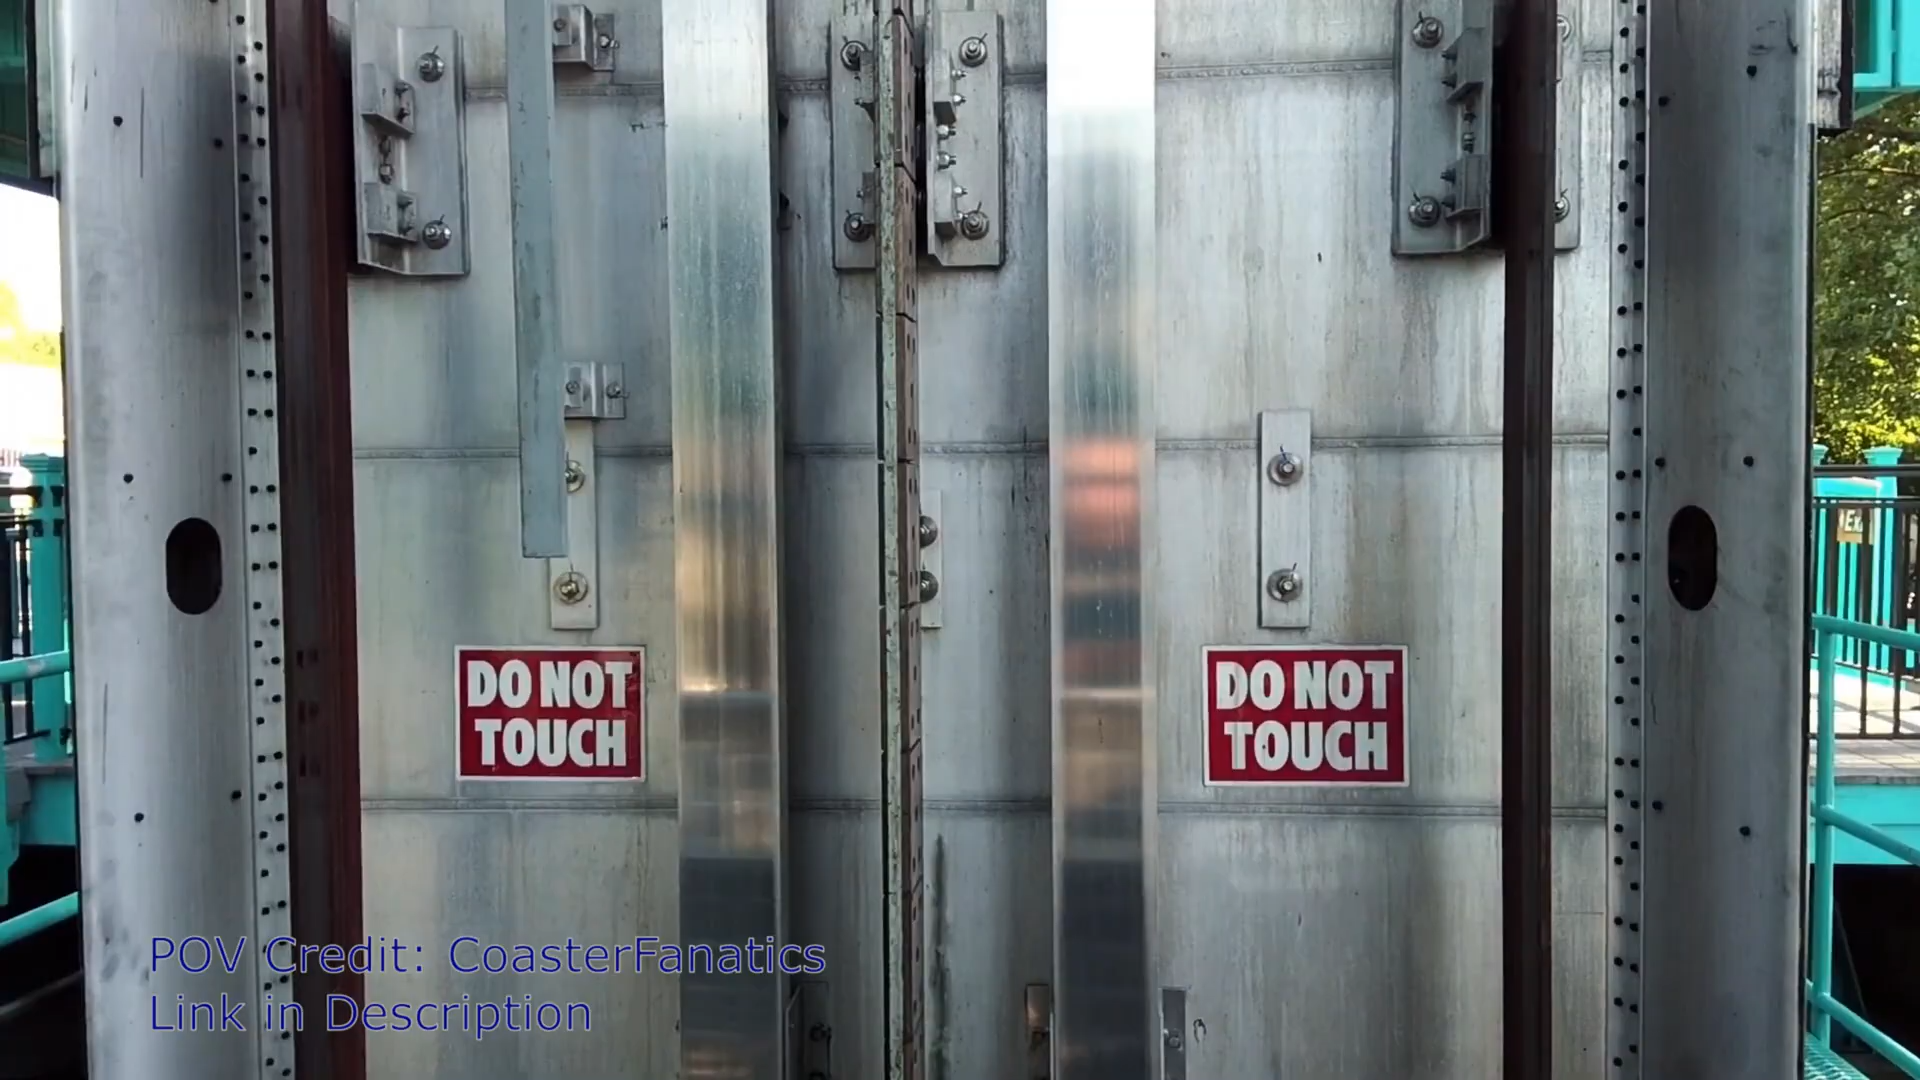 DO NOT
TOUCH
DO NOT
TOUCH
POV Credit: CoasterFanatics
Link in Description